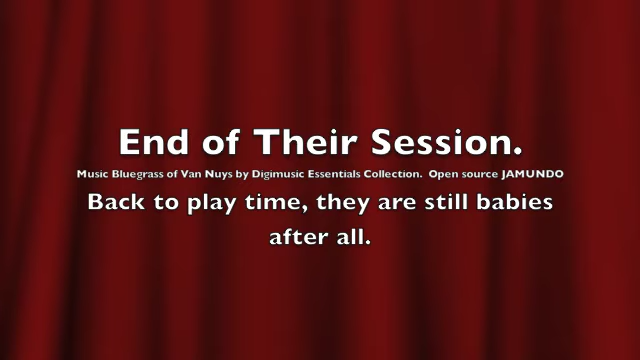 End of Their Session.
Music Bluegrass of Van Nuys by Digimusic Essentials Collection.  Open source JAMUNDO
Back to play time, they are still babies
after all.